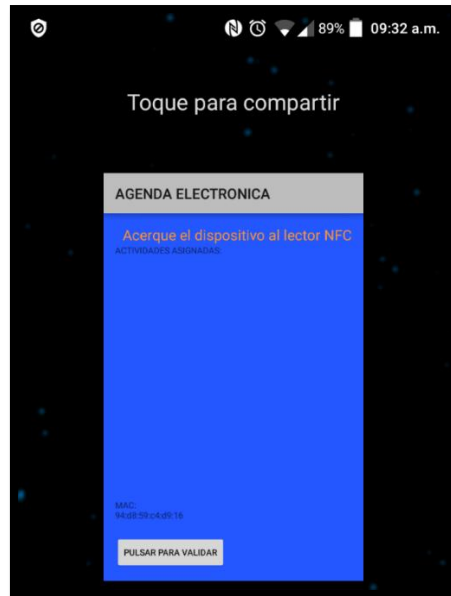 89% 09:32 a.m.
Toque para compartir
AGENDA ELECTRONICA
Acerque el dispositivo al lector NFC
ACTIVIDADES ASIGNADAS:
MAC:
94:d8:59:c4:d9:16
PULSAR PARA VALIDAR